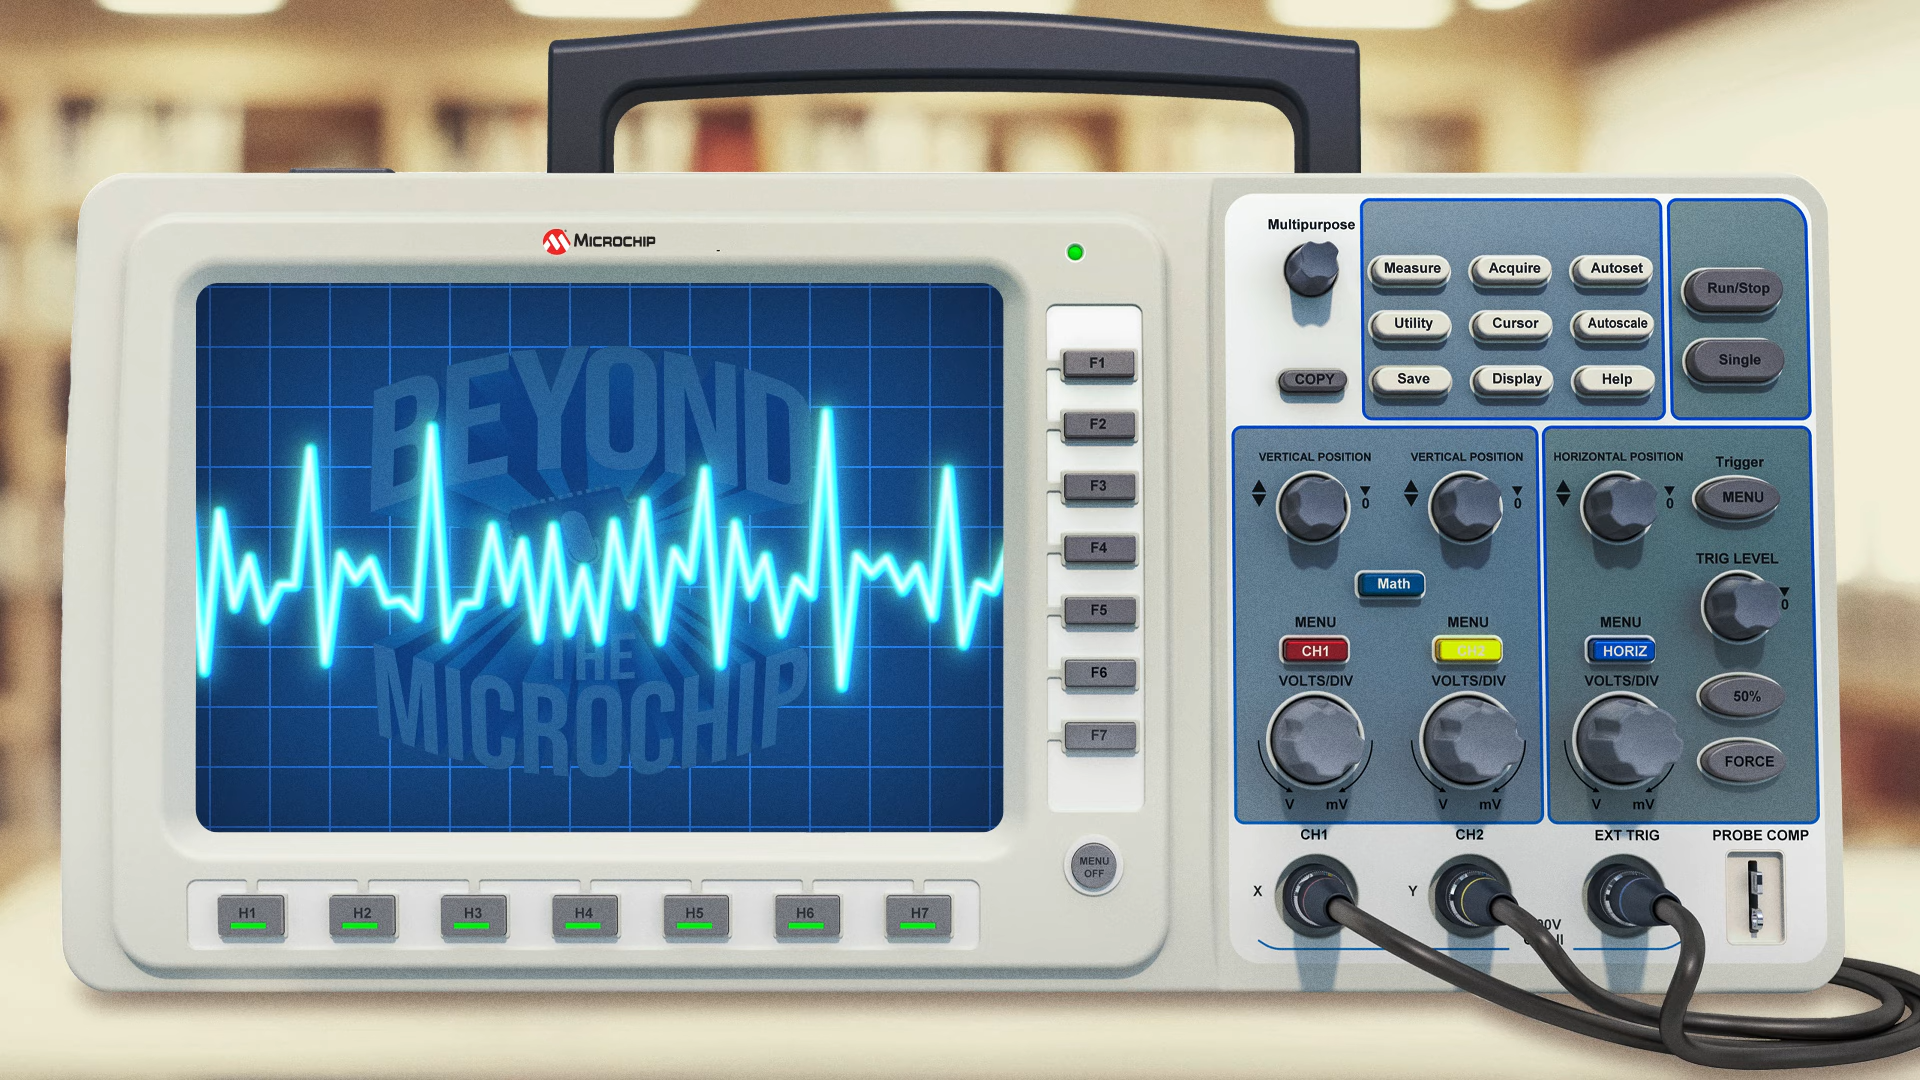 MICROCHIP
BEYOND
THE
MICROCHIP
F1
F2
F3
F4
F5
F6
F7
MENU
OFF
H1
H2
H3
H4
H5
H6
H7
Multipurpose
COPY
Measure
Acquire
Autoset
Utility
Cursor
Autoscale
Save
Display
Help
Run/Stop
Single
VERTICAL POSITION
0
VERTICAL POSITION
0
HORIZONTAL POSITION
0
Trigger
MENU
TRIG LEVEL
0
Math
MENU
CH1
VOLTS/DIV
V mV
MENU
CH2
VOLTS/DIV
V mV
MENU
HORIZ
VOLTS/DIV
V mV
50%
FORCE
CH1
CH2
EXT TRIG
PROBE COMP
X
Y